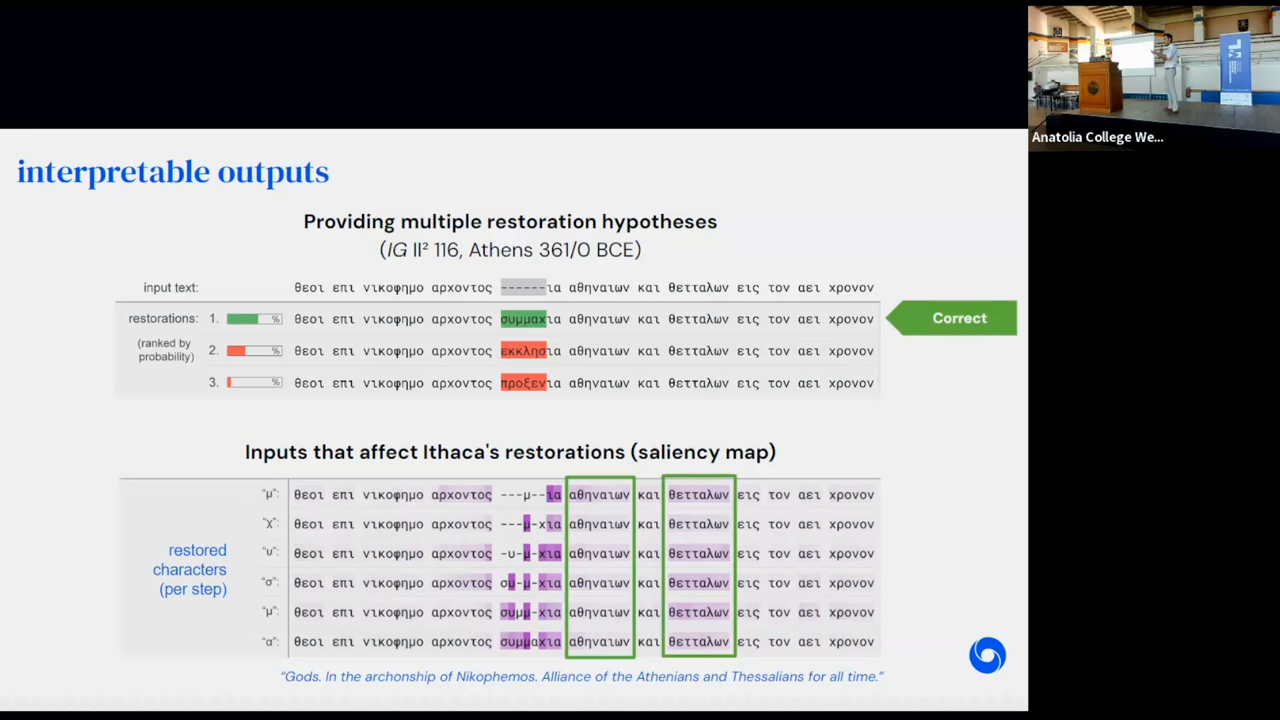 Anatolia College We...
interpretable outputs
Providing multiple restoration hypotheses
(IG II² 116, Athens 361/0 BCE)
input text: θεοι επι νικοφημο αρχοντος ------ια αθηναιων και θετταλων εις τον αει χρονον
restorations: 1. % θεοι επι νικοφημο αρχοντος συμμαχια αθηναιων και θετταλων εις τον αει χρονον
Correct
(ranked by probability)
2. % θεοι επι νικοφημο αρχοντος εκκλησια αθηναιων και θετταλων εις τον αει χρονον
3. % θεοι επι νικοφημο αρχοντος προξενια αθηναιων και θετταλων εις τον αει χρονον
Inputs that affect Ithaca's restorations (saliency map)
restored
characters
(per step)
"μ": θεοι επι νικοφημο αρχοντος ---μ--ια αθηναιων και θετταλων εις τον αει χρονον
"χ": θεοι επι νικοφημο αρχοντος ---μ-χια αθηναιων και θετταλων εις τον αει χρονον
"υ": θεοι επι νικοφημο αρχοντος -υ-μ-χια αθηναιων και θετταλων εις τον αει χρονον
"σ": θεοι επι νικοφημο αρχοντος συ-μ-χια αθηναιων και θετταλων εις τον αει χρονον
"μ": θεοι επι νικοφημο αρχοντος συμμ-χια αθηναιων και θετταλων εις τον αει χρονον
"α": θεοι επι νικοφημο αρχοντος συμμαχια αθηναιων και θετταλων εις τον αει χρονον
"Gods. In the archonship of Nikophemos. Alliance of the Athenians and Thessalians for all time."